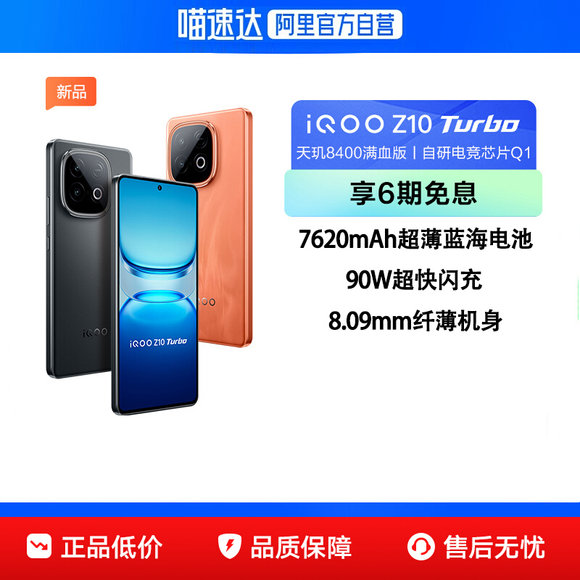 喵速达 阿里官方自营
新品
iQOO Z10 Turbo
天玑8400满血版丨自研电竞芯片Q1
享6期免息
7620mAh超薄蓝海电池
90W超快闪充
8.09mm纤薄机身
iQOO
iQOO Z10 Turbo
正品低价 品质保障 售后无忧